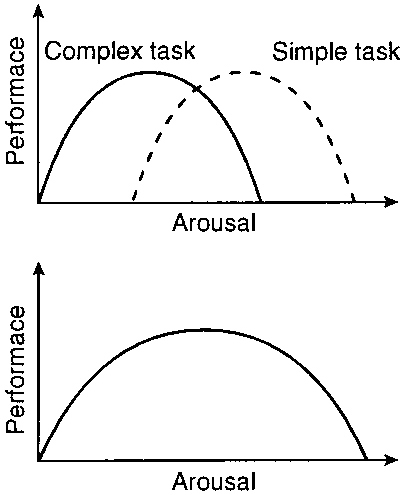 Complex task
Simple task
Performace
Arousal
Performace
Arousal